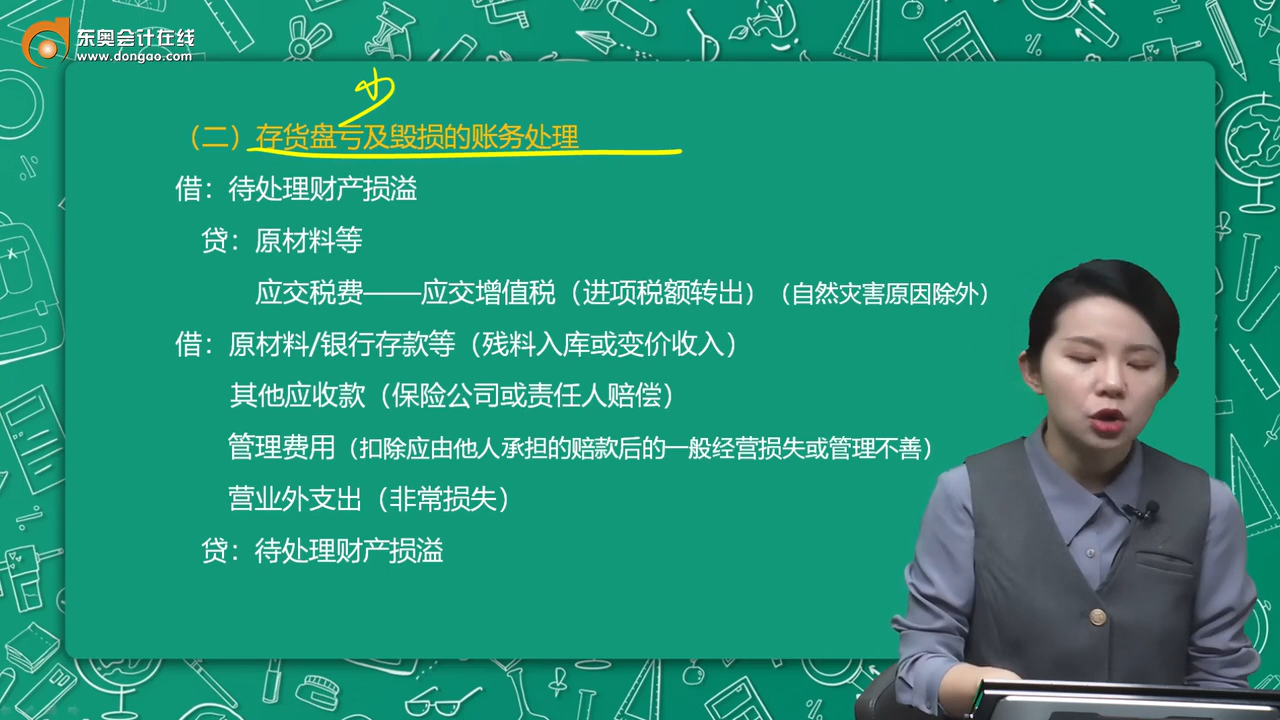 东奥会计在线
www.dongao.com
少
（二）存货盘亏及毁损的账务处理
借：待处理财产损溢
贷：原材料等
应交税费——应交增值税（进项税额转出）（自然灾害原因除外）
借：原材料/银行存款等（残料入库或变价收入）
其他应收款（保险公司或责任人赔偿）
管理费用（扣除应由他人承担的赔款后的一般经营损失或管理不善）
营业外支出（非常损失）
贷：待处理财产损溢